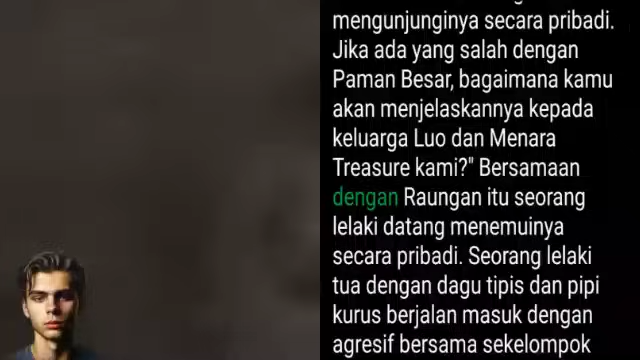 mengunjunginya secara pribadi.
Jika ada yang salah dengan
Paman Besar, bagaimana kamu
akan menjelaskannya kepada
keluarga Luo dan Menara
Treasure kami?" Bersamaan
dengan Raungan itu seorang
lelaki datang menemuinya
secara pribadi. Seorang lelaki
tua dengan dagu tipis dan pipi
kurus berjalan masuk dengan
agresif bersama sekelompok